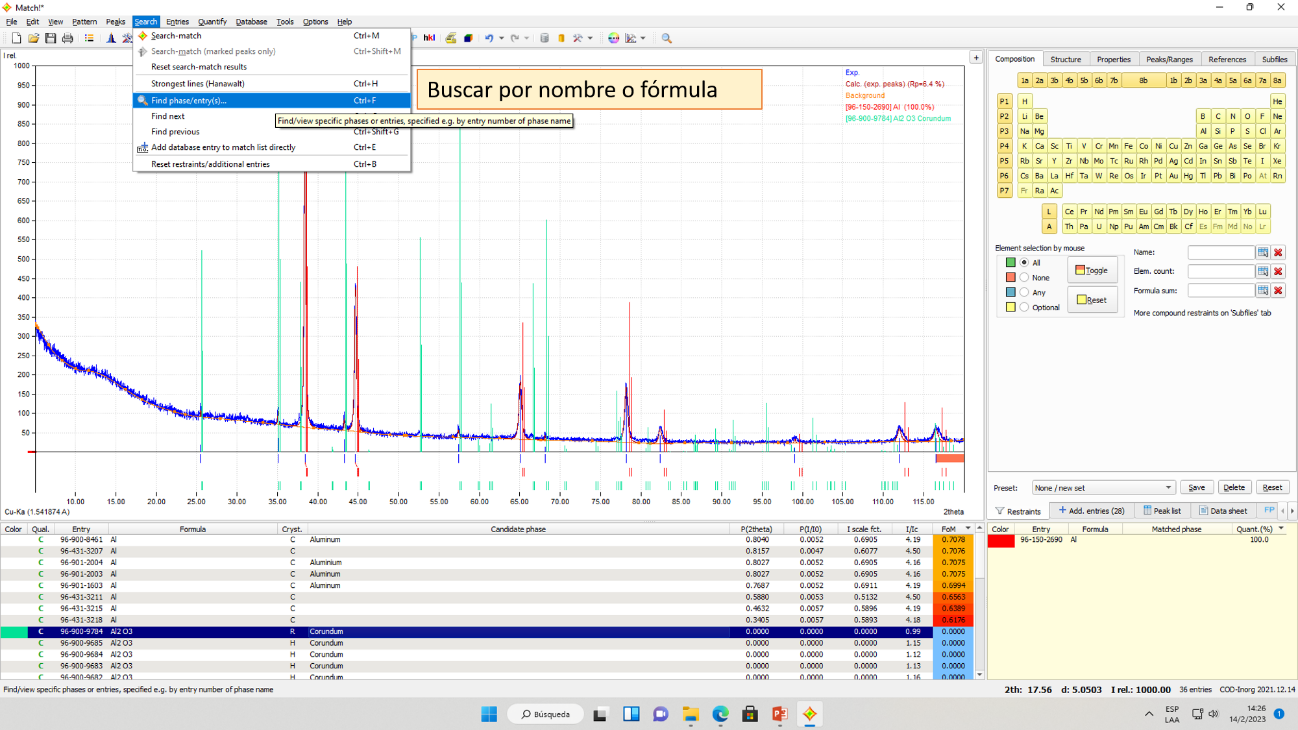 Match!*
File Edit View Pattern Peaks Search Entries Quantify Database Tools Options Help
Search-match Ctrl+M
Search-match (marked peaks only) Ctrl+Shift+M
Reset search-match results
Strongest lines (Hanawalt) Ctrl+H
Find phase/entry(s)... Ctrl+F
Find next
Find/view specific phases or entries, specified e.g. by entry number of phase name
Find previous Ctrl+Shift+G
Add database entry to match list directly Ctrl+E
Reset restraints/additional entries Ctrl+B
hkl
Buscar por nombre o fórmula
I rel.
Exp.
Calc. (exp. peaks) (Rp=6.4 %)
Background
[96-150-2690] Al (100.0%)
[96-900-9784] Al2 O3 Corundum
1000
950
900
850
800
750
700
650
600
550
500
450
400
350
300
250
200
150
100
50
10.00 15.00 20.00 25.00 30.00 35.00 40.00 45.00 50.00 55.00 60.00 65.00 70.00 75.00 80.00 85.00 90.00 95.00 100.00 105.00 110.00 115.00
Cu-Ka (1.541874 A) 2theta
Composition Structure Properties Peaks/Ranges References Subfiles
1a 2a 3b 4b 5b 6b 7b 8b 1b 2b 3a 4a 5a 6a 7a 8a
P1 H He
P2 Li Be B C N O F Ne
P3 Na Mg Al Si P S Cl Ar
P4 K Ca Sc Ti V Cr Mn Fe Co Ni Cu Zn Ga Ge As Se Br Kr
P5 Rb Sr Y Zr Nb Mo Tc Ru Rh Pd Ag Cd In Sn Sb Te I Xe
P6 Cs Ba La Hf Ta W Re Os Ir Pt Au Hg Tl Pb Bi Po At Rn
P7 Fr Ra Ac
L Ce Pr Nd Pm Sm Eu Gd Tb Dy Ho Er Tm Yb Lu
A Th Pa U Np Pu Am Cm Bk Cf Es Fm Md No Lr
Element selection by mouse
All
None
Any
Optional
Toggle
Reset
Name:
Elem. count:
Formula sum:
More compound restraints on 'Subfiles' tab
Preset: None / new set Save Delete Reset
Restraints Add. entries (28) Peak list Data sheet FP
Color Qual. Entry Formula Cryst. Candidate phase P(2theta) P(I/I0) I scale fct. I/Ic FoM
C 96-900-8461 Al C Aluminum 0.8040 0.0052 0.6905 4.19 0.7078
C 96-431-3207 Al C 0.8157 0.0047 0.6077 4.50 0.7076
C 96-901-2004 Al C Aluminium 0.8027 0.0052 0.6905 4.16 0.7075
C 96-901-2003 Al C Aluminum 0.8027 0.0052 0.6905 4.16 0.7075
C 96-901-1603 Al C Aluminum 0.7687 0.0052 0.6911 4.19 0.6994
C 96-431-3211 Al C 0.5880 0.0053 0.5132 4.50 0.6563
C 96-431-3215 Al C 0.4632 0.0057 0.5896 4.19 0.6389
C 96-431-3218 Al C 0.3405 0.0057 0.5893 4.18 0.6176
C 96-900-9784 Al2 O3 R Corundum 0.0000 0.0000 0.0000 0.99 0.0000
C 96-900-9685 Al2 O3 H Corundum 0.0000 0.0000 0.0000 1.15 0.0000
C 96-900-9684 Al2 O3 H Corundum 0.0000 0.0000 0.0000 1.12 0.0000
C 96-900-9683 Al2 O3 H Corundum 0.0000 0.0000 0.0000 1.13 0.0000
C 96-900-9682 Al2 O3 H Corundum 0.0000 0.0000 0.0000 1.16 0.0000
Color Entry Formula Matched phase Quant.(%)
96-150-2690 Al 100.0
Find/view specific phases or entries, specified e.g. by entry number of phase name
2th: 17.56 d: 5.0503 I rel.: 1000.00 36 entries COD-Inorg 2021.12.14
Búsqueda
ESP
LAA
14:26
14/2/2023
1